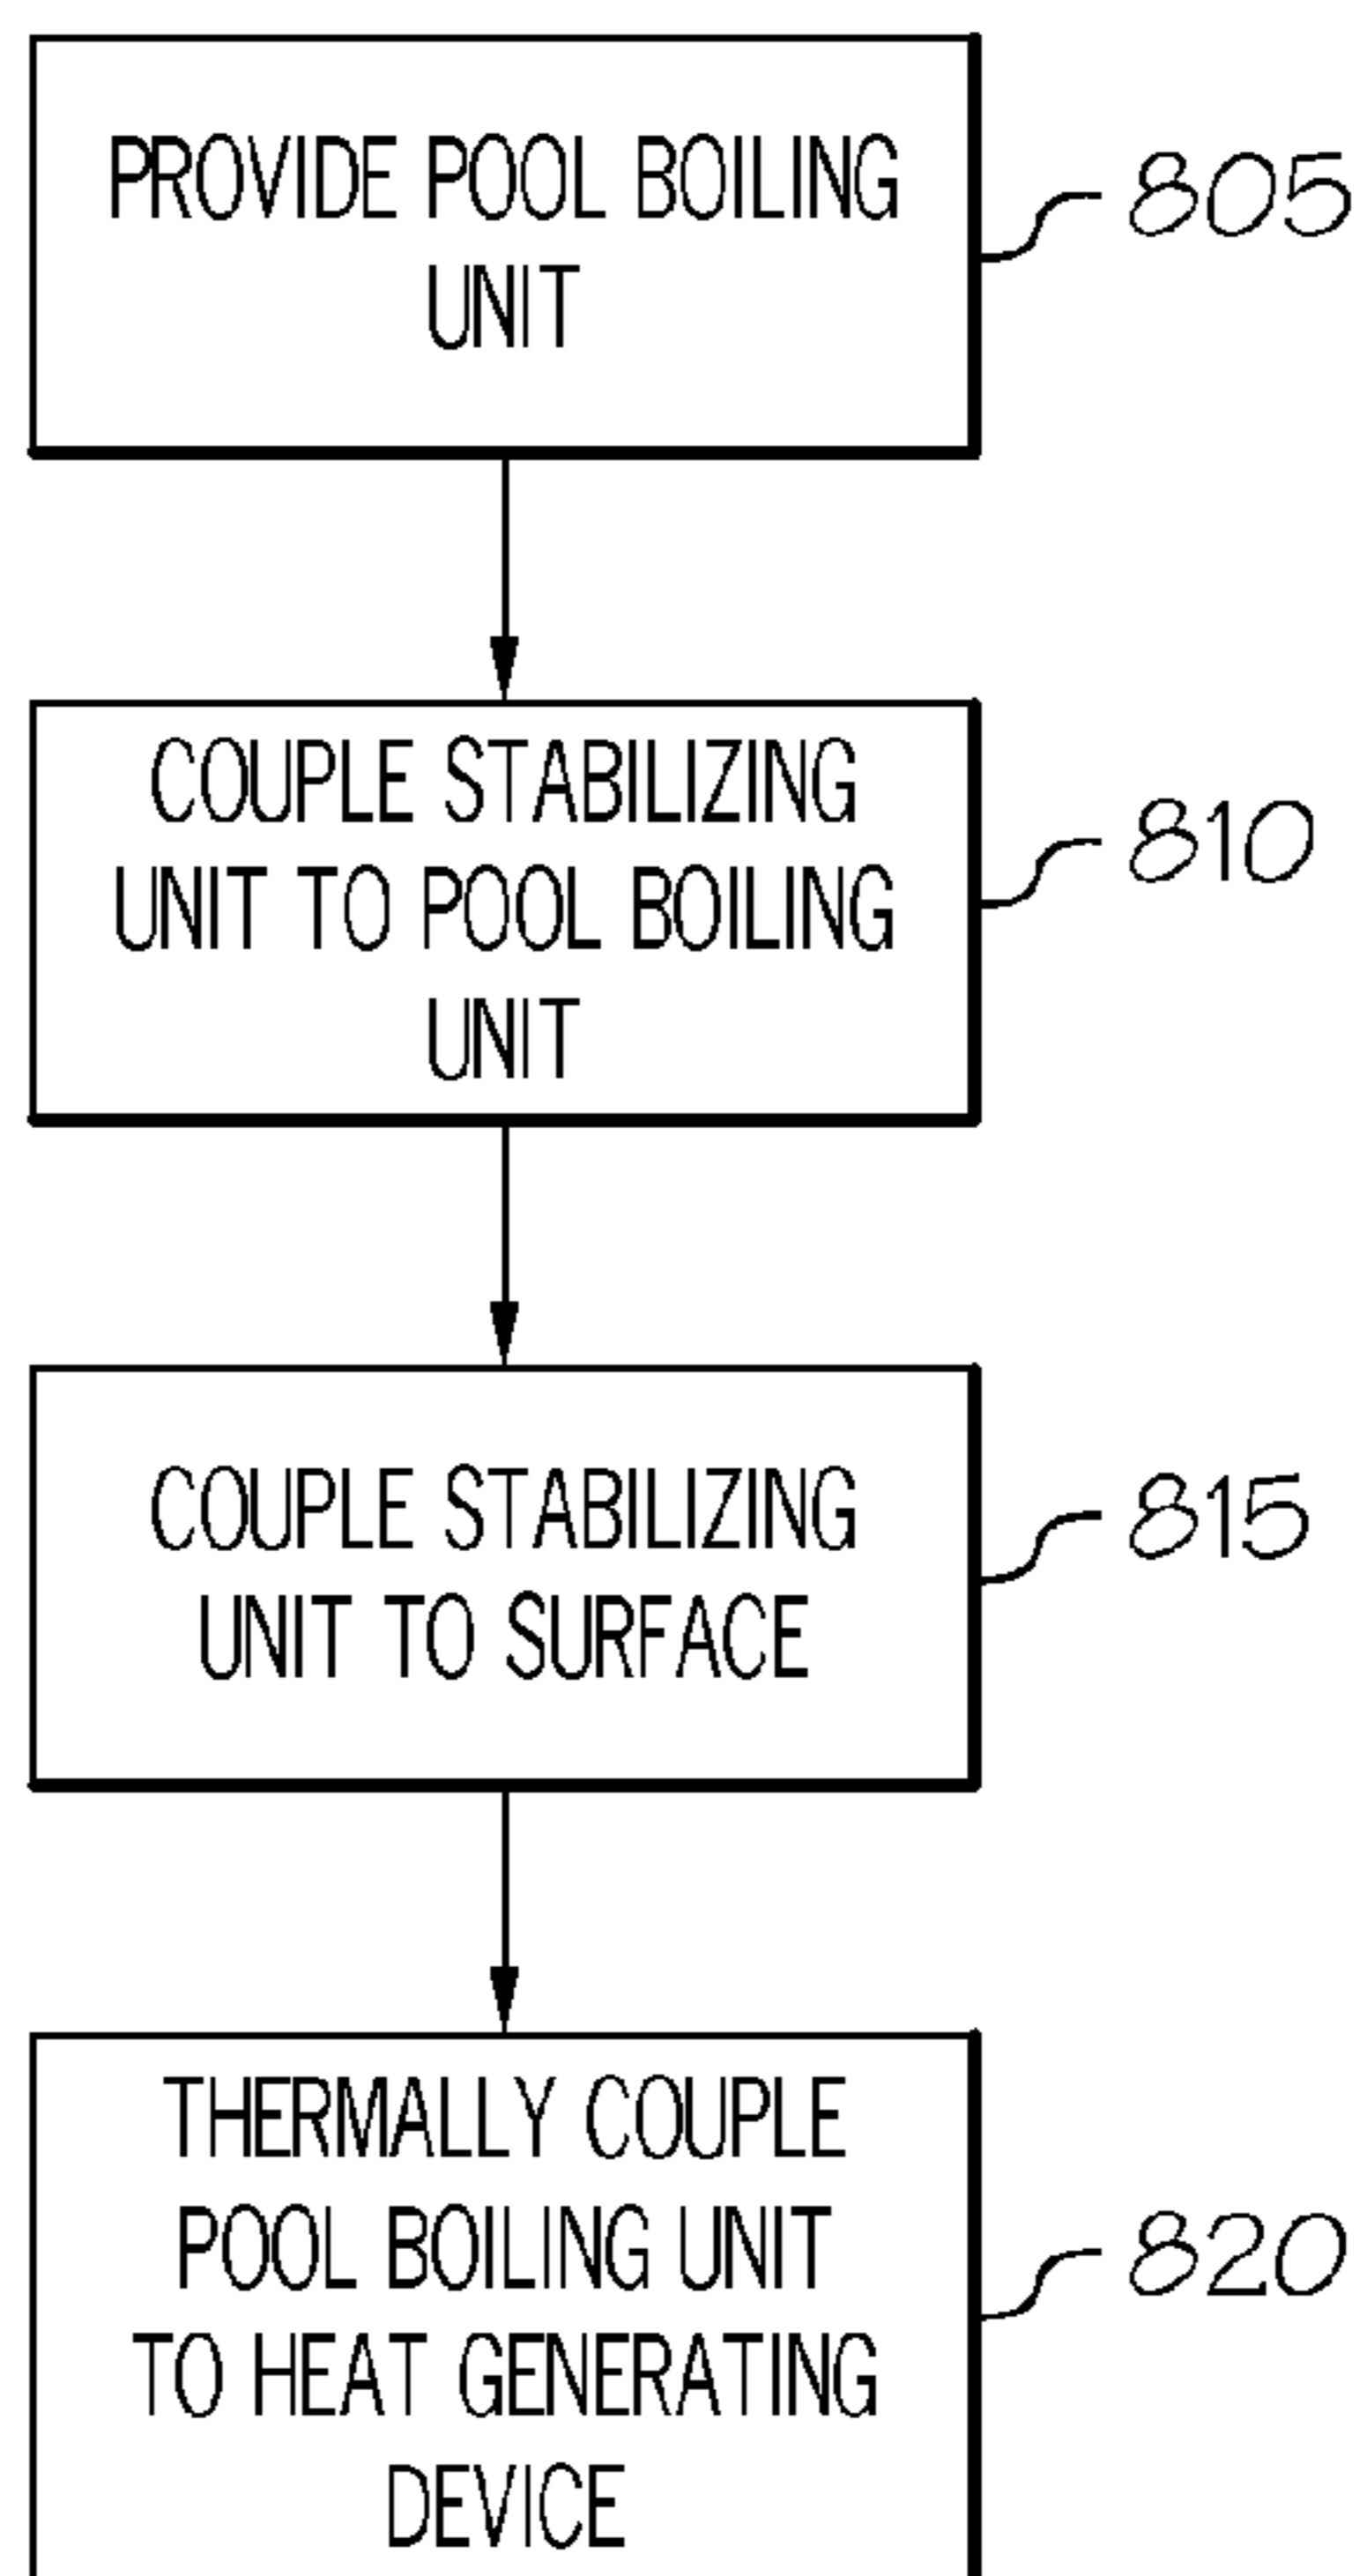 PROVIDE POOL BOILING
UNIT
805
COUPLE STABILIZING
UNIT TO POOL BOILING
UNIT
810
COUPLE STABILIZING
UNIT TO SURFACE
815
THERMALLY COUPLE
POOL BOILING UNIT
TO HEAT GENERATING
DEVICE
820